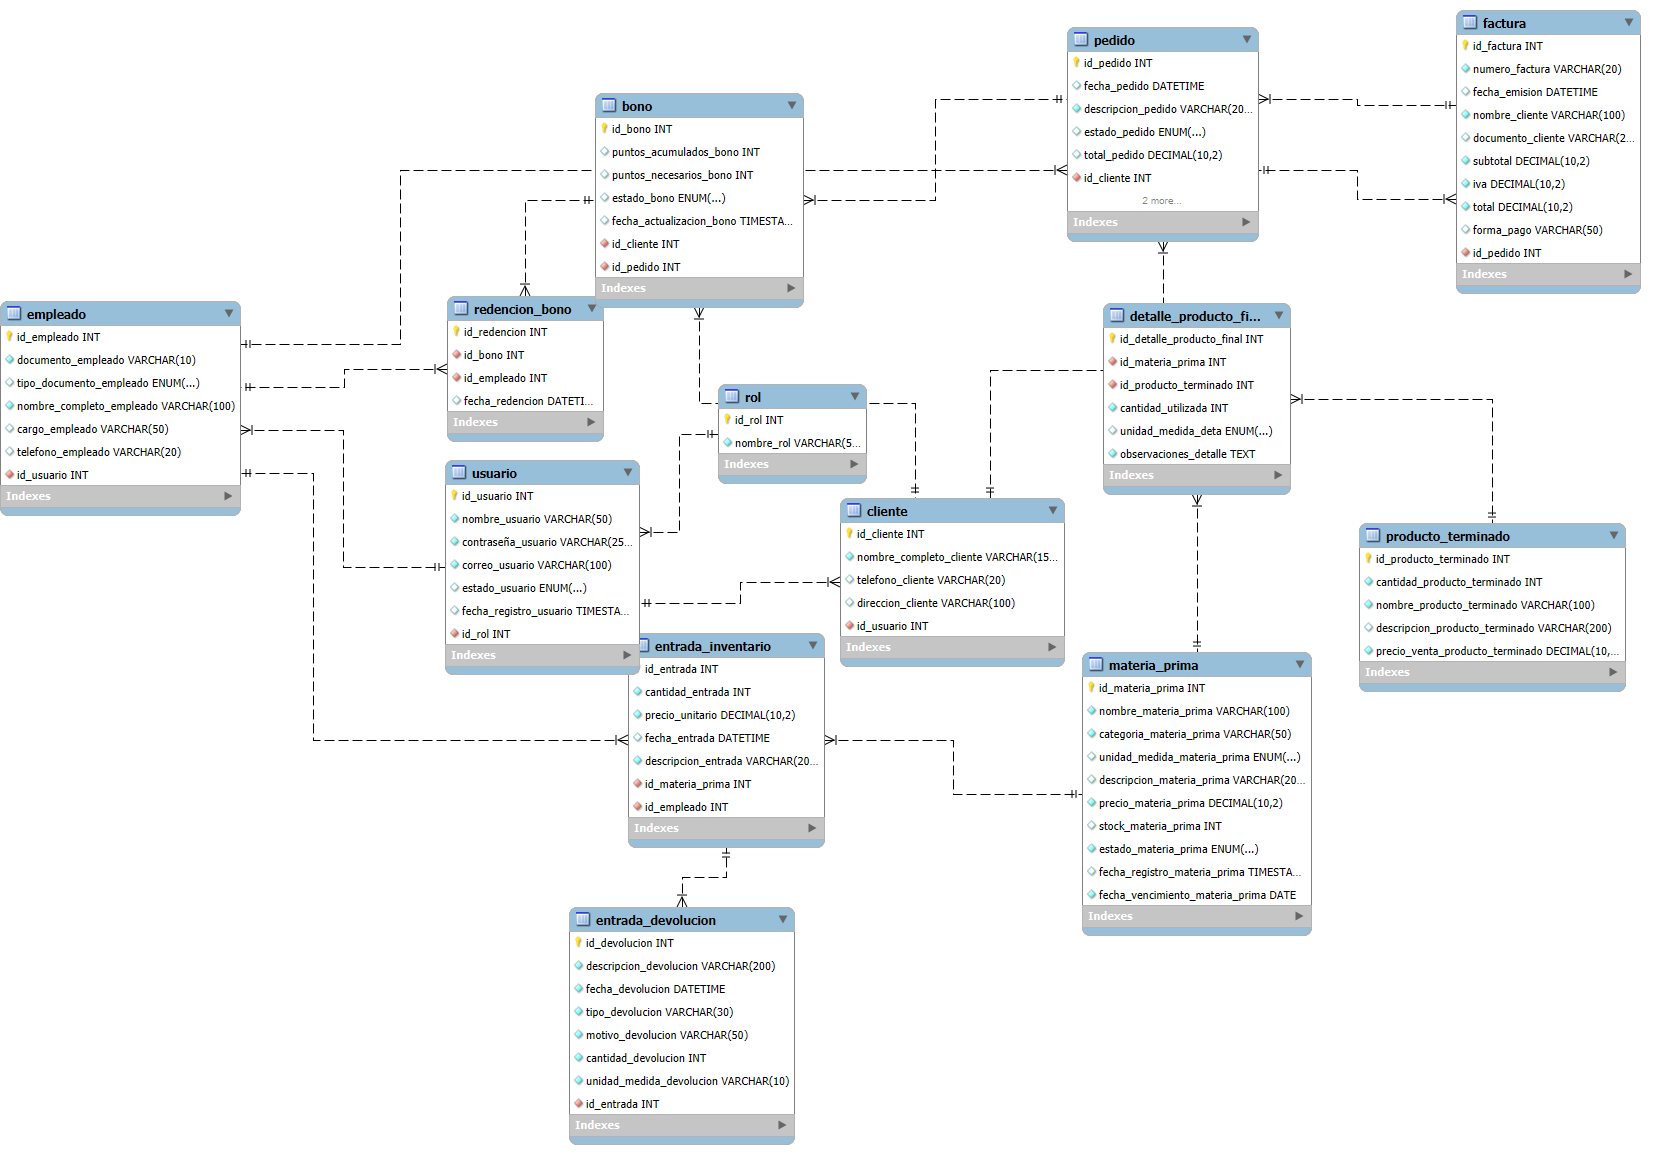 factura
id_factura INT
numero_factura VARCHAR(20)
fecha_emision DATETIME
nombre_cliente VARCHAR(100)
documento_cliente VARCHAR(2...
subtotal DECIMAL(10,2)
iva DECIMAL(10,2)
total DECIMAL(10,2)
forma_pago VARCHAR(50)
id_pedido INT
Indexes
pedido
id_pedido INT
fecha_pedido DATETIME
descripcion_pedido VARCHAR(20...
estado_pedido ENUM(...)
total_pedido DECIMAL(10,2)
id_cliente INT
2 more...
Indexes
bono
id_bono INT
puntos_acumulados_bono INT
puntos_necesarios_bono INT
estado_bono ENUM(...)
fecha_actualizacion_bono TIMESTA...
id_cliente INT
id_pedido INT
Indexes
empleado
id_empleado INT
documento_empleado VARCHAR(10)
tipo_documento_empleado ENUM(...)
nombre_completo_empleado VARCHAR(100)
cargo_empleado VARCHAR(50)
telefono_empleado VARCHAR(20)
id_usuario INT
Indexes
redencion_bono
id_redencion INT
id_bono INT
id_empleado INT
fecha_redencion DATETI...
Indexes
detalle_producto_fi...
id_detalle_producto_final INT
id_materia_prima INT
id_producto_terminado INT
cantidad_utilizada INT
unidad_medida_deta ENUM(...)
observaciones_detalle TEXT
Indexes
rol
id_rol INT
nombre_rol VARCHAR(5...
Indexes
usuario
id_usuario INT
nombre_usuario VARCHAR(50)
contraseña_usuario VARCHAR(25...
correo_usuario VARCHAR(100)
estado_usuario ENUM(...)
fecha_registro_usuario TIMESTA...
id_rol INT
Indexes
cliente
id_cliente INT
nombre_completo_cliente VARCHAR(15...
telefono_cliente VARCHAR(20)
direccion_cliente VARCHAR(100)
id_usuario INT
Indexes
producto_terminado
id_producto_terminado INT
cantidad_producto_terminado INT
nombre_producto_terminado VARCHAR(100)
descripcion_producto_terminado VARCHAR(200)
precio_venta_producto_terminado DECIMAL(10,...
Indexes
entrada_inventario
id_entrada INT
cantidad_entrada INT
precio_unitario DECIMAL(10,2)
fecha_entrada DATETIME
descripcion_entrada VARCHAR(20...
id_materia_prima INT
id_empleado INT
Indexes
materia_prima
id_materia_prima INT
nombre_materia_prima VARCHAR(100)
categoria_materia_prima VARCHAR(50)
unidad_medida_materia_prima ENUM(...)
descripcion_materia_prima VARCHAR(20...
precio_materia_prima DECIMAL(10,2)
stock_materia_prima INT
estado_materia_prima ENUM(...)
fecha_registro_materia_prima TIMESTA...
fecha_vencimiento_materia_prima DATE
Indexes
entrada_devolucion
id_devolucion INT
descripcion_devolucion VARCHAR(200)
fecha_devolucion DATETIME
tipo_devolucion VARCHAR(30)
motivo_devolucion VARCHAR(50)
cantidad_devolucion INT
unidad_medida_devolucion VARCHAR(10)
id_entrada INT
Indexes